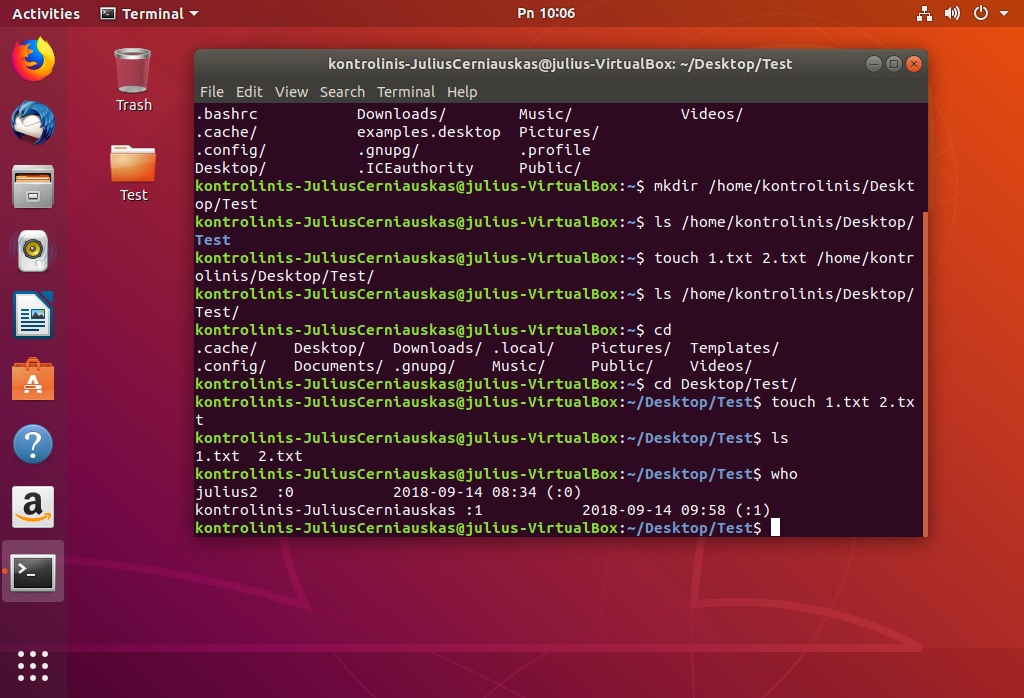 Activities Terminal Pn 10:06
Trash
Test
kontrolinis-JuliusCerniauskas@julius-VirtualBox: ~/Desktop/Test
File Edit View Search Terminal Help
.bashrc Downloads/ Music/ Videos/
.cache/ examples.desktop Pictures/
.config/ .gnupg/ .profile
Desktop/ .ICEauthority Public/
kontrolinis-JuliusCerniauskas@julius-VirtualBox:~$ mkdir /home/kontrolinis/Deskt
op/Test
kontrolinis-JuliusCerniauskas@julius-VirtualBox:~$ ls /home/kontrolinis/Desktop/
Test
kontrolinis-JuliusCerniauskas@julius-VirtualBox:~$ touch 1.txt 2.txt /home/kontr
olinis/Desktop/Test/
kontrolinis-JuliusCerniauskas@julius-VirtualBox:~$ ls /home/kontrolinis/Desktop/
Test/
kontrolinis-JuliusCerniauskas@julius-VirtualBox:~$ cd
.cache/ Desktop/ Downloads/ .local/ Pictures/ Templates/
.config/ Documents/ .gnupg/ Music/ Public/ Videos/
kontrolinis-JuliusCerniauskas@julius-VirtualBox:~$ cd Desktop/Test/
kontrolinis-JuliusCerniauskas@julius-VirtualBox:~/Desktop/Test$ touch 1.txt 2.tx
t
kontrolinis-JuliusCerniauskas@julius-VirtualBox:~/Desktop/Test$ ls
1.txt 2.txt
kontrolinis-JuliusCerniauskas@julius-VirtualBox:~/Desktop/Test$ who
julius2 :0 2018-09-14 08:34 (:0)
kontrolinis-JuliusCerniauskas :1 2018-09-14 09:58 (:1)
kontrolinis-JuliusCerniauskas@julius-VirtualBox:~/Desktop/Test$